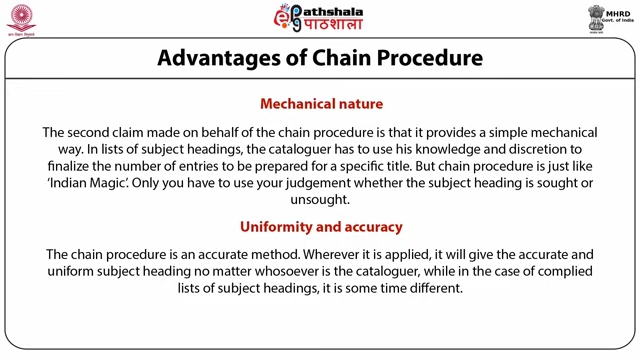 ePathshala
पाठशाला
MHRD
Govt. of India
Advantages of Chain Procedure
Mechanical nature
The second claim made on behalf of the chain procedure is that it provides a simple mechanical
way. In lists of subject headings, the cataloguer has to use his knowledge and discretion to
finalize the number of entries to be prepared for a specific title. But chain procedure is just like
‘Indian Magic’. Only you have to use your judgement whether the subject heading is sought or
unsought.
Uniformity and accuracy
The chain procedure is an accurate method. Wherever it is applied, it will give the accurate and
uniform subject heading no matter whosoever is the cataloguer, while in the case of complied
lists of subject headings, it is some time different.